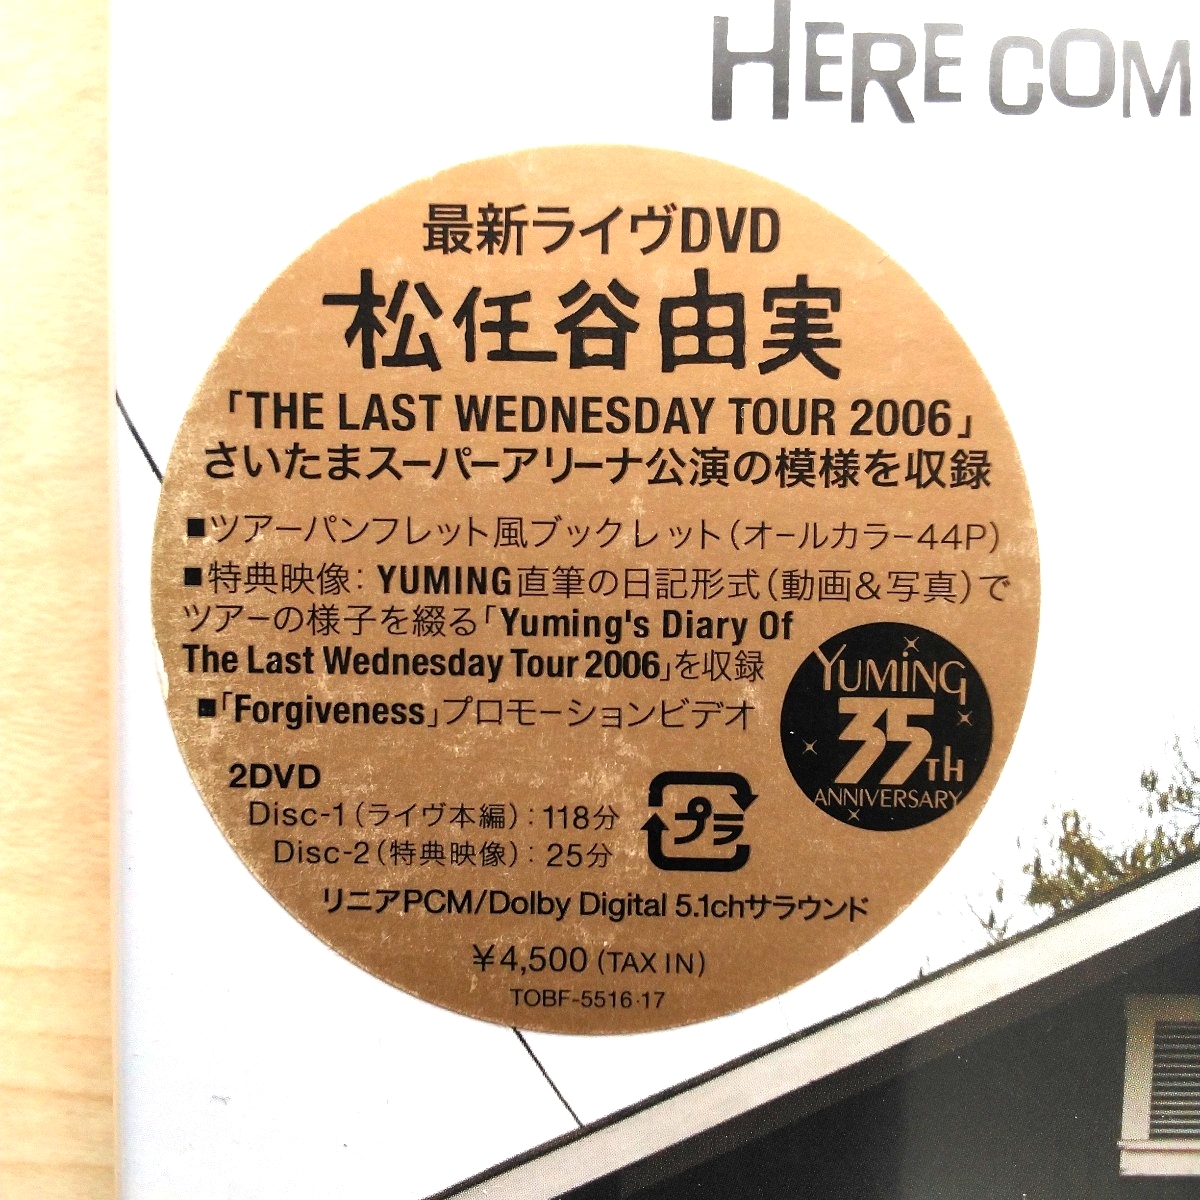 HERE COM
最新ライヴDVD
松任谷由実
「THE LAST WEDNESDAY TOUR 2006」
さいたまスーパーアリーナ公演の模様を収録
■ツアーパンフレット風ブックレット(オールカラー44P)
■特典映像: YUMING直筆の日記形式(動画&写真)で
ツアーの様子を綴る「Yuming's Diary Of
The Last Wednesday Tour 2006」を収録
■「Forgiveness」プロモーションビデオ
YUMING
35TH
ANNIVERSARY
2DVD
Disc-1(ライヴ本編): 118分
Disc-2(特典映像): 25分
プラ
リニアPCM/Dolby Digital 5.1chサラウンド
¥4,500(TAX IN)
TOBF-5516·17